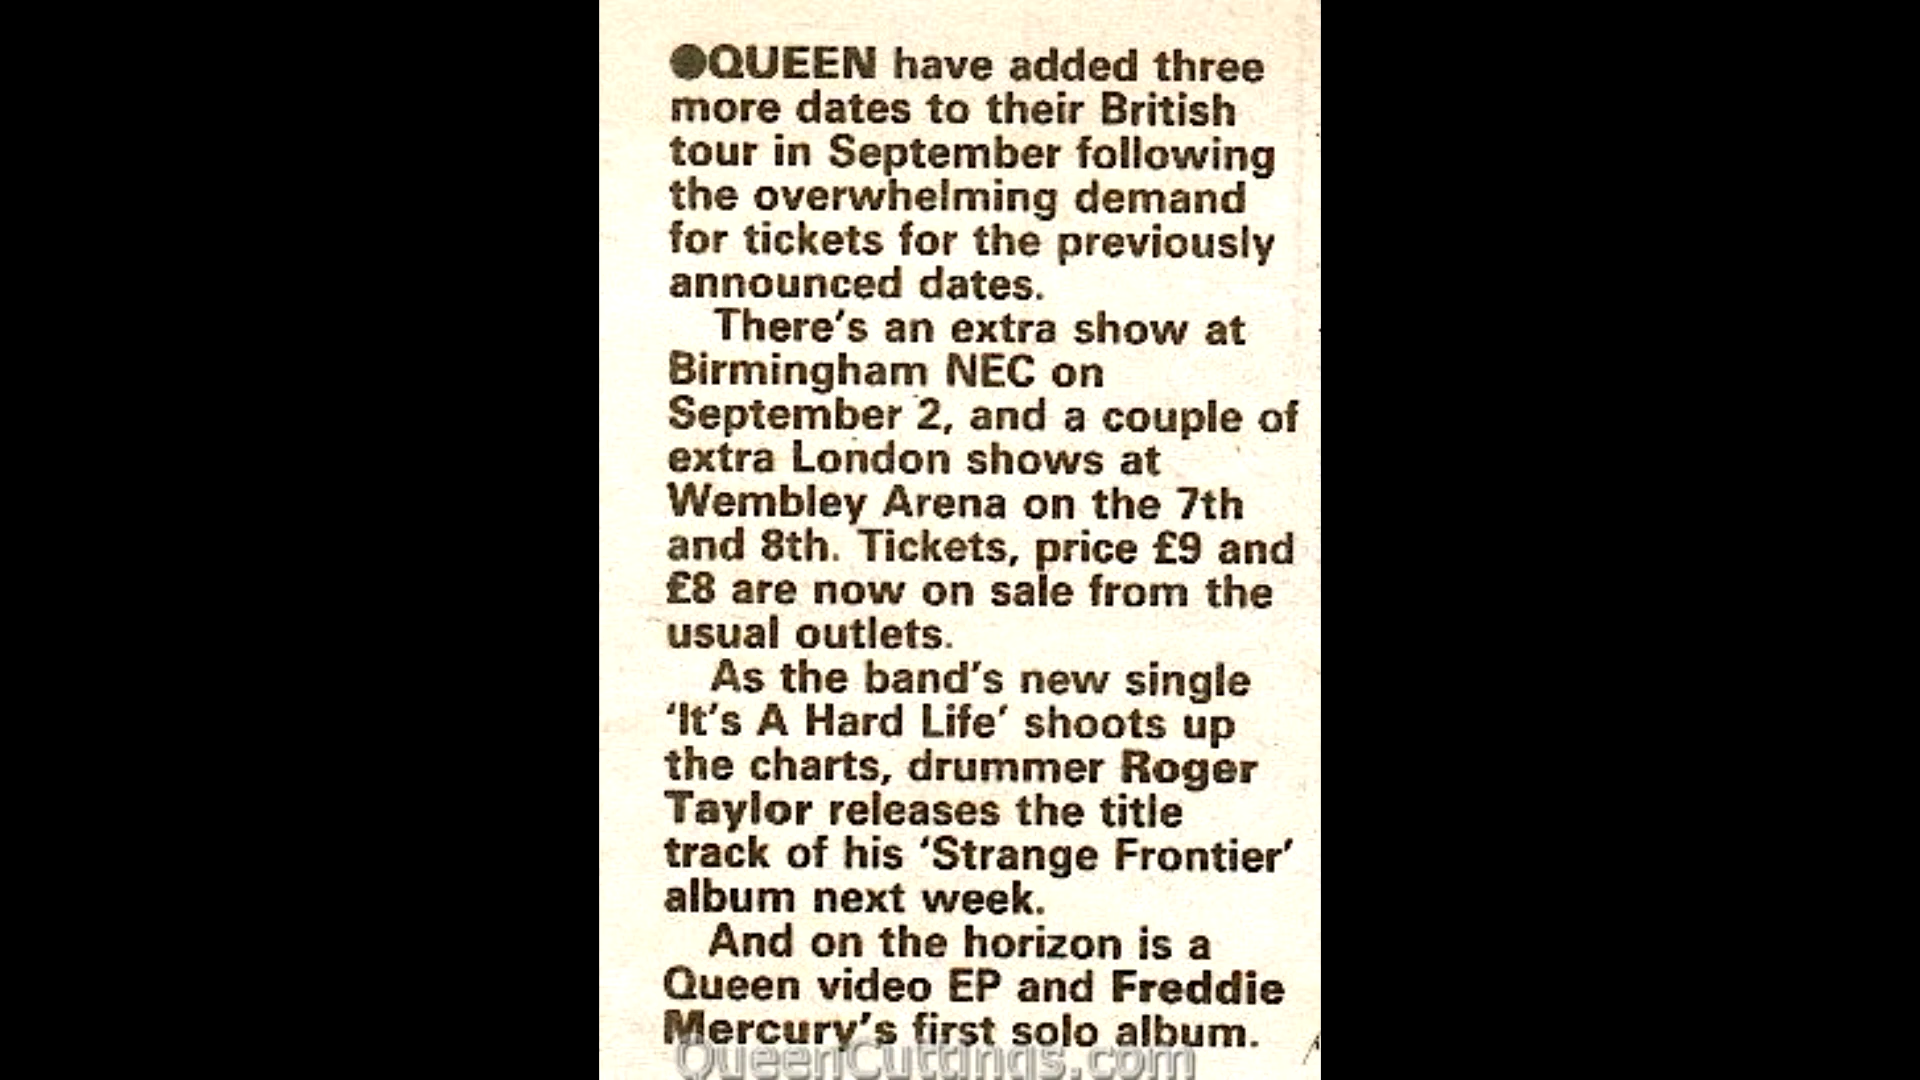 ●QUEEN have added three
more dates to their British
tour in September following
the overwhelming demand
for tickets for the previously
announced dates.
There's an extra show at
Birmingham NEC on
September 2, and a couple of
extra London shows at
Wembley Arena on the 7th
and 8th. Tickets, price £9 and
£8 are now on sale from the
usual outlets.
As the band's new single
'It's A Hard Life' shoots up
the charts, drummer Roger
Taylor releases the title
track of his 'Strange Frontier'
album next week.
And on the horizon is a
Queen video EP and Freddie
Mercury's first solo album.
QueenCuttings.com